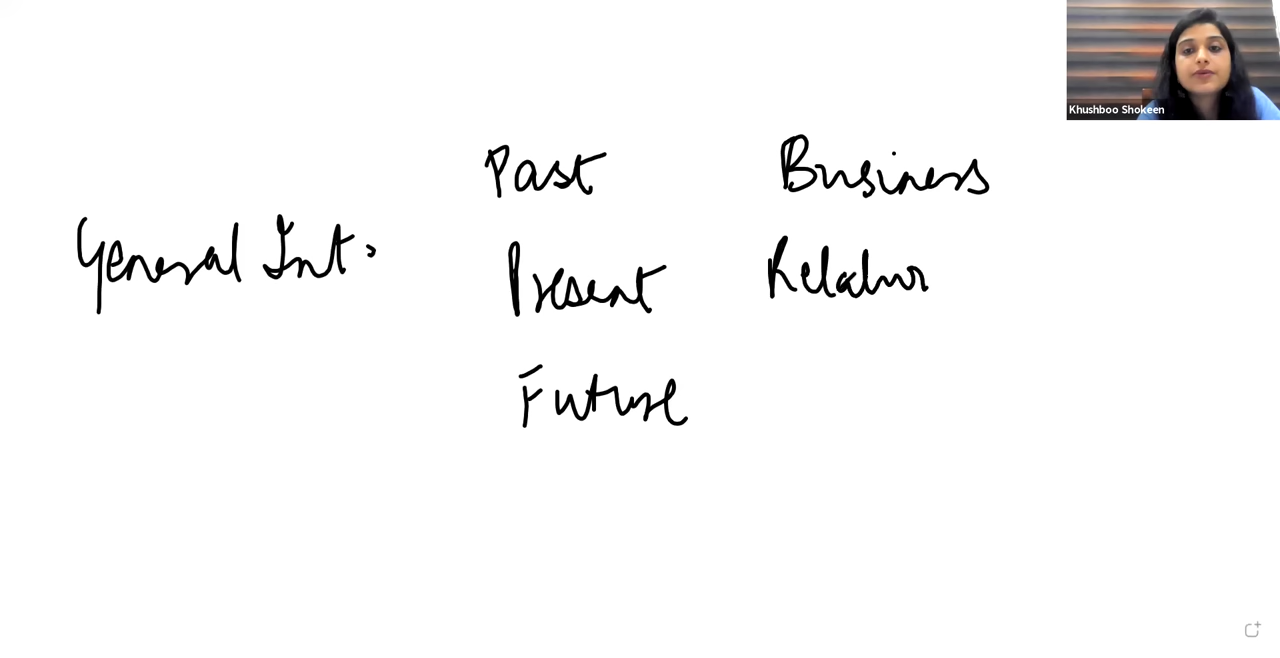 Khushboo Shokeen
Past Business
General Int:
Present
Future